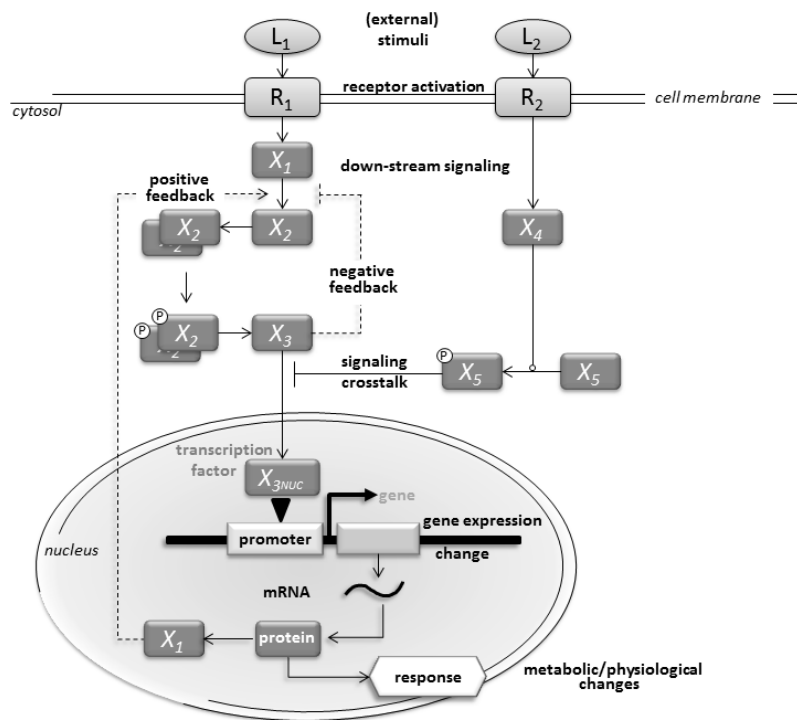 (external)
stimuli
L1
L2
R1
receptor activation
R2
cell membrane
cytosol
X1
down-stream signaling
positive
feedback
X2
X2
X2
X4
negative
feedback
P
P
X2
X2
X3
signaling
crosstalk
P
X5
X5
transcription
factor
X3NUC
gene
promoter
gene expression
change
nucleus
mRNA
X1
protein
response
metabolic/physiological
changes